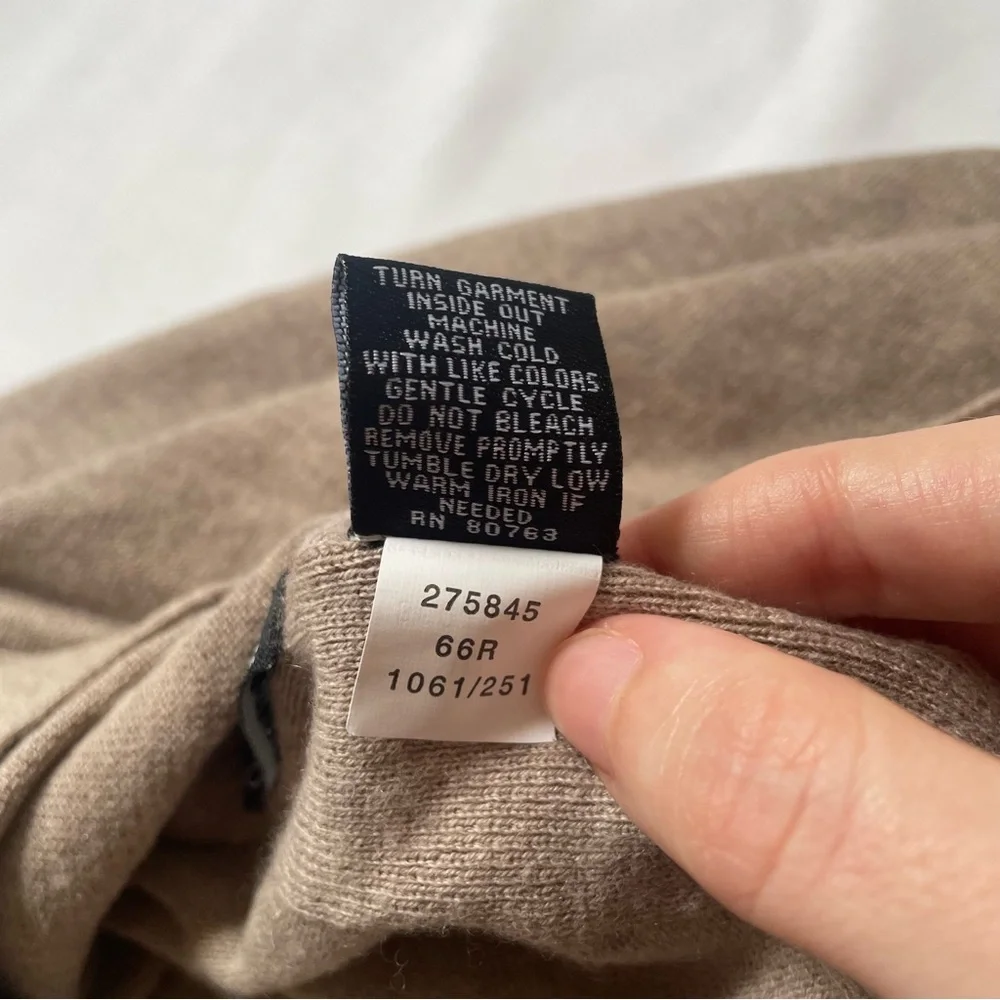 TURN GARMENT
INSIDE OUT
MACHINE
WASH COLD
WITH LIKE COLORS
GENTLE CYCLE
DO NOT BLEACH
REMOVE PROMPTLY
TUMBLE DRY LOW
WARM IRON IF
NEEDED
RN 80763
275845
66R
1061/251